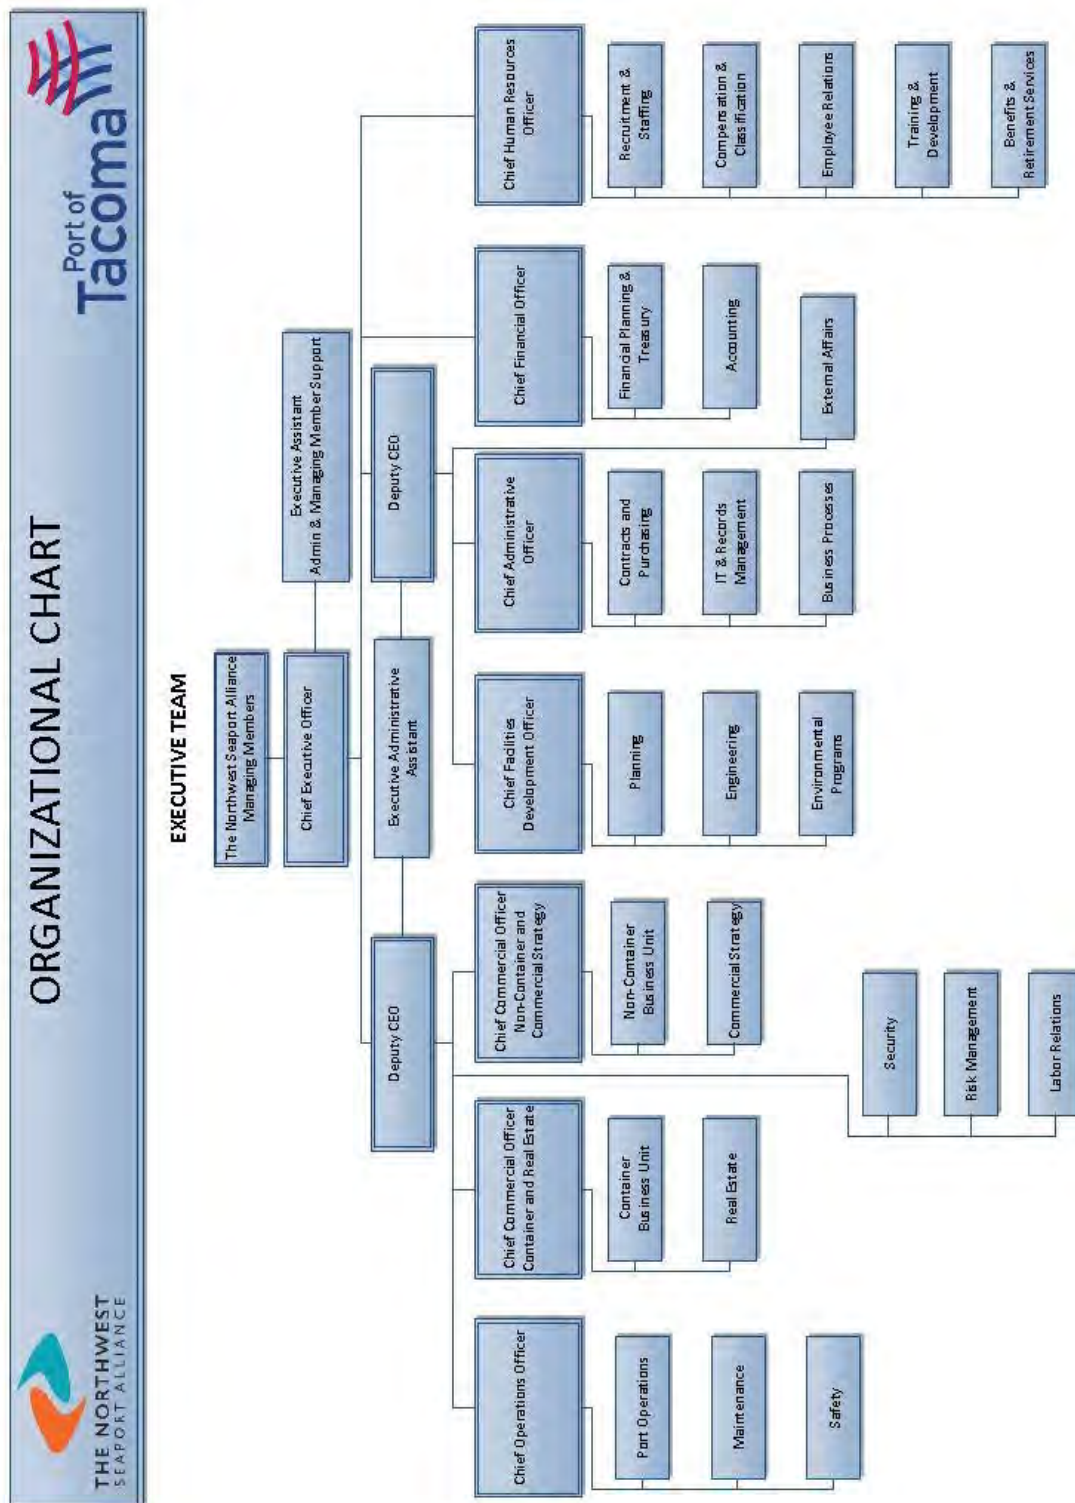 THE NORTHWEST
SEAPORT ALLIANCE
ORGANIZATIONAL CHART
Port of
Tacoma
EXECUTIVE TEAM
The Northwest Seaport Alliance
Managing Members
Chief Executive Officer
Executive Assistant
Admin & Managing Member Support
Deputy CEO
Executive Administrative
Assistant
Deputy CEO
Chief Operations Officer
Port Operations
Maintenance
Safety
Chief Commercial Officer
Container and Real Estate
Container
Business Unit
Real Estate
Chief Commercial Officer
Non-Container and
Commercial Strategy
Non-Container
Business Unit
Commercial Strategy
Security
Risk Management
Labor Relations
Chief Facilities
Development Officer
Planning
Engineering
Environmental
Programs
Chief Administrative
Officer
Contracts and
Purchasing
IT & Records
Management
Business Processes
External Affairs
Chief Financial Officer
Financial Planning &
Treasury
Accounting
Chief Human Resources
Officer
Recruitment &
Staffing
Compensation &
Classification
Employee Relations
Training &
Development
Benefits &
Retirement Services